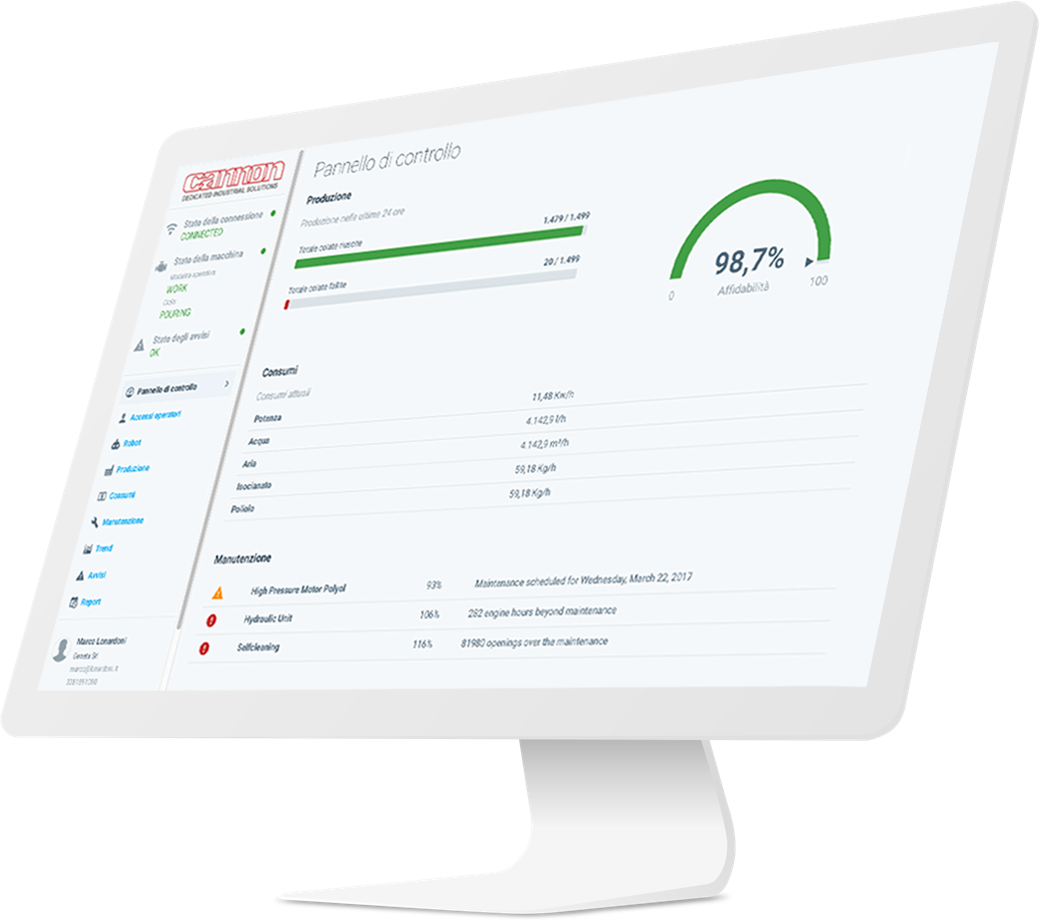 cannon
DEDICATED INDUSTRIAL SOLUTIONS
Stato della connessione
CONNECTED
Stato della macchina
Modalità operativa
WORK
Ciclo
POURING
Stato degli avvisi
OK
Pannello di controllo
Accessi operatori
Robot
Produzione
Consumi
Manutenzione
Trend
Avvisi
Report
Marco Lonardoni
marco@lonardoni.it
Pannello di controllo
Produzione
Produzione nelle ultime 24 ore
Totale colate riuscite
1.479 / 1.499
Totale colate fallite
20 / 1.499
98,7%
0
Affidabilità
100
Consumi
Consumi attuali
Potenza
11,48 Kw/h
Acqua
4.142,9 l/h
Aria
4.142,9 m³/h
Isocianato
59,18 Kg/h
Poliolo
59,18 Kg/h
Manutenzione
High Pressure Motor Polyol 93% Maintenance scheduled for Wednesday, March 22, 2017
Hydraulic Unit 106% 282 engine hours beyond maintenance
Selfcleaning 116% 81980 openings over the maintenance